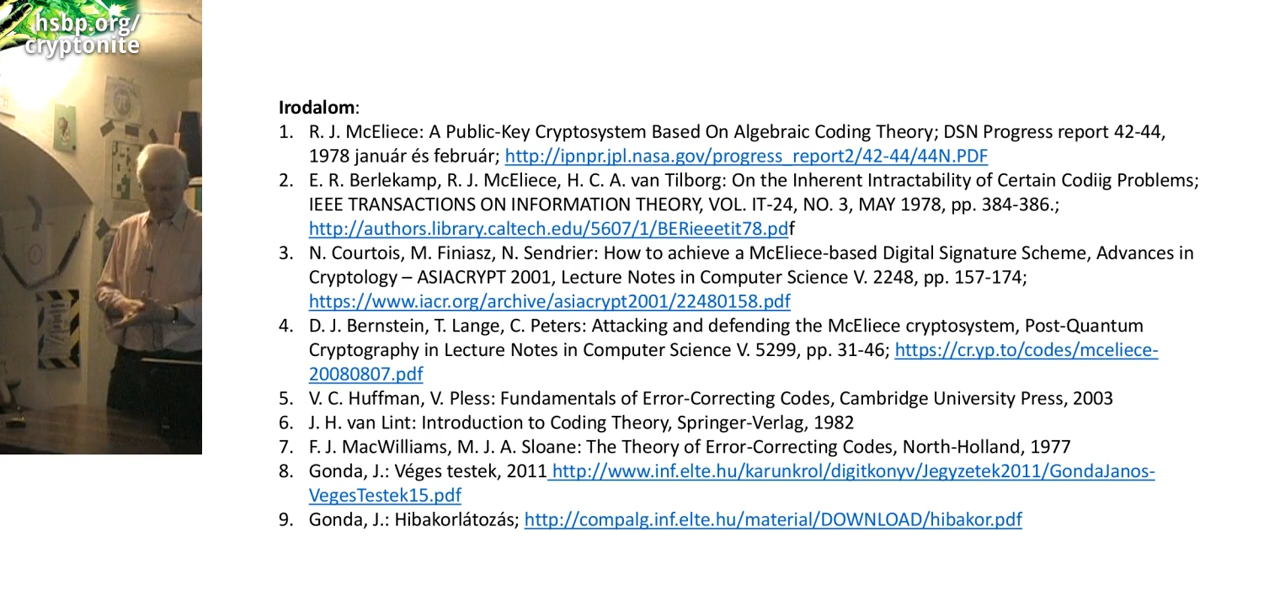 hsbp.org/
cryptonite
Irodalom:
1. R. J. McEliece: A Public-Key Cryptosystem Based On Algebraic Coding Theory; DSN Progress report 42-44,
1978 január és február; http://ipnpr.jpl.nasa.gov/progress_report2/42-44/44N.PDF
2. E. R. Berlekamp, R. J. McEliece, H. C. A. van Tilborg: On the Inherent Intractability of Certain Codiig Problems;
IEEE TRANSACTIONS ON INFORMATION THEORY, VOL. IT-24, NO. 3, MAY 1978, pp. 384-386.;
http://authors.library.caltech.edu/5607/1/BERieeetit78.pdf
3. N. Courtois, M. Finiasz, N. Sendrier: How to achieve a McEliece-based Digital Signature Scheme, Advances in
Cryptology – ASIACRYPT 2001, Lecture Notes in Computer Science V. 2248, pp. 157-174;
https://www.iacr.org/archive/asiacrypt2001/22480158.pdf
4. D. J. Bernstein, T. Lange, C. Peters: Attacking and defending the McEliece cryptosystem, Post-Quantum
Cryptography in Lecture Notes in Computer Science V. 5299, pp. 31-46; https://cr.yp.to/codes/mceliece-
20080807.pdf
5. V. C. Huffman, V. Pless: Fundamentals of Error-Correcting Codes, Cambridge University Press, 2003
6. J. H. van Lint: Introduction to Coding Theory, Springer-Verlag, 1982
7. F. J. MacWilliams, M. J. A. Sloane: The Theory of Error-Correcting Codes, North-Holland, 1977
8. Gonda, J.: Véges testek, 2011 http://www.inf.elte.hu/karunkrol/digitkonyv/Jegyzetek2011/GondaJanos-
VegesTestek15.pdf
9. Gonda, J.: Hibakorlátozás; http://compalg.inf.elte.hu/material/DOWNLOAD/hibakor.pdf